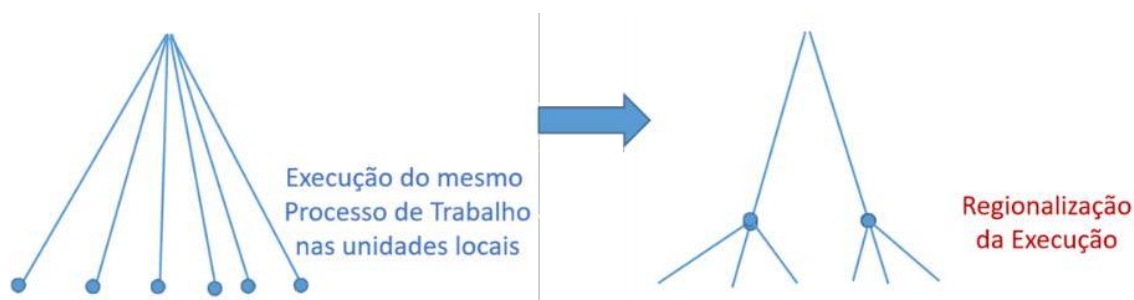 Execução do mesmo
Processo de Trabalho
nas unidades locais
Regionalização
da Execução